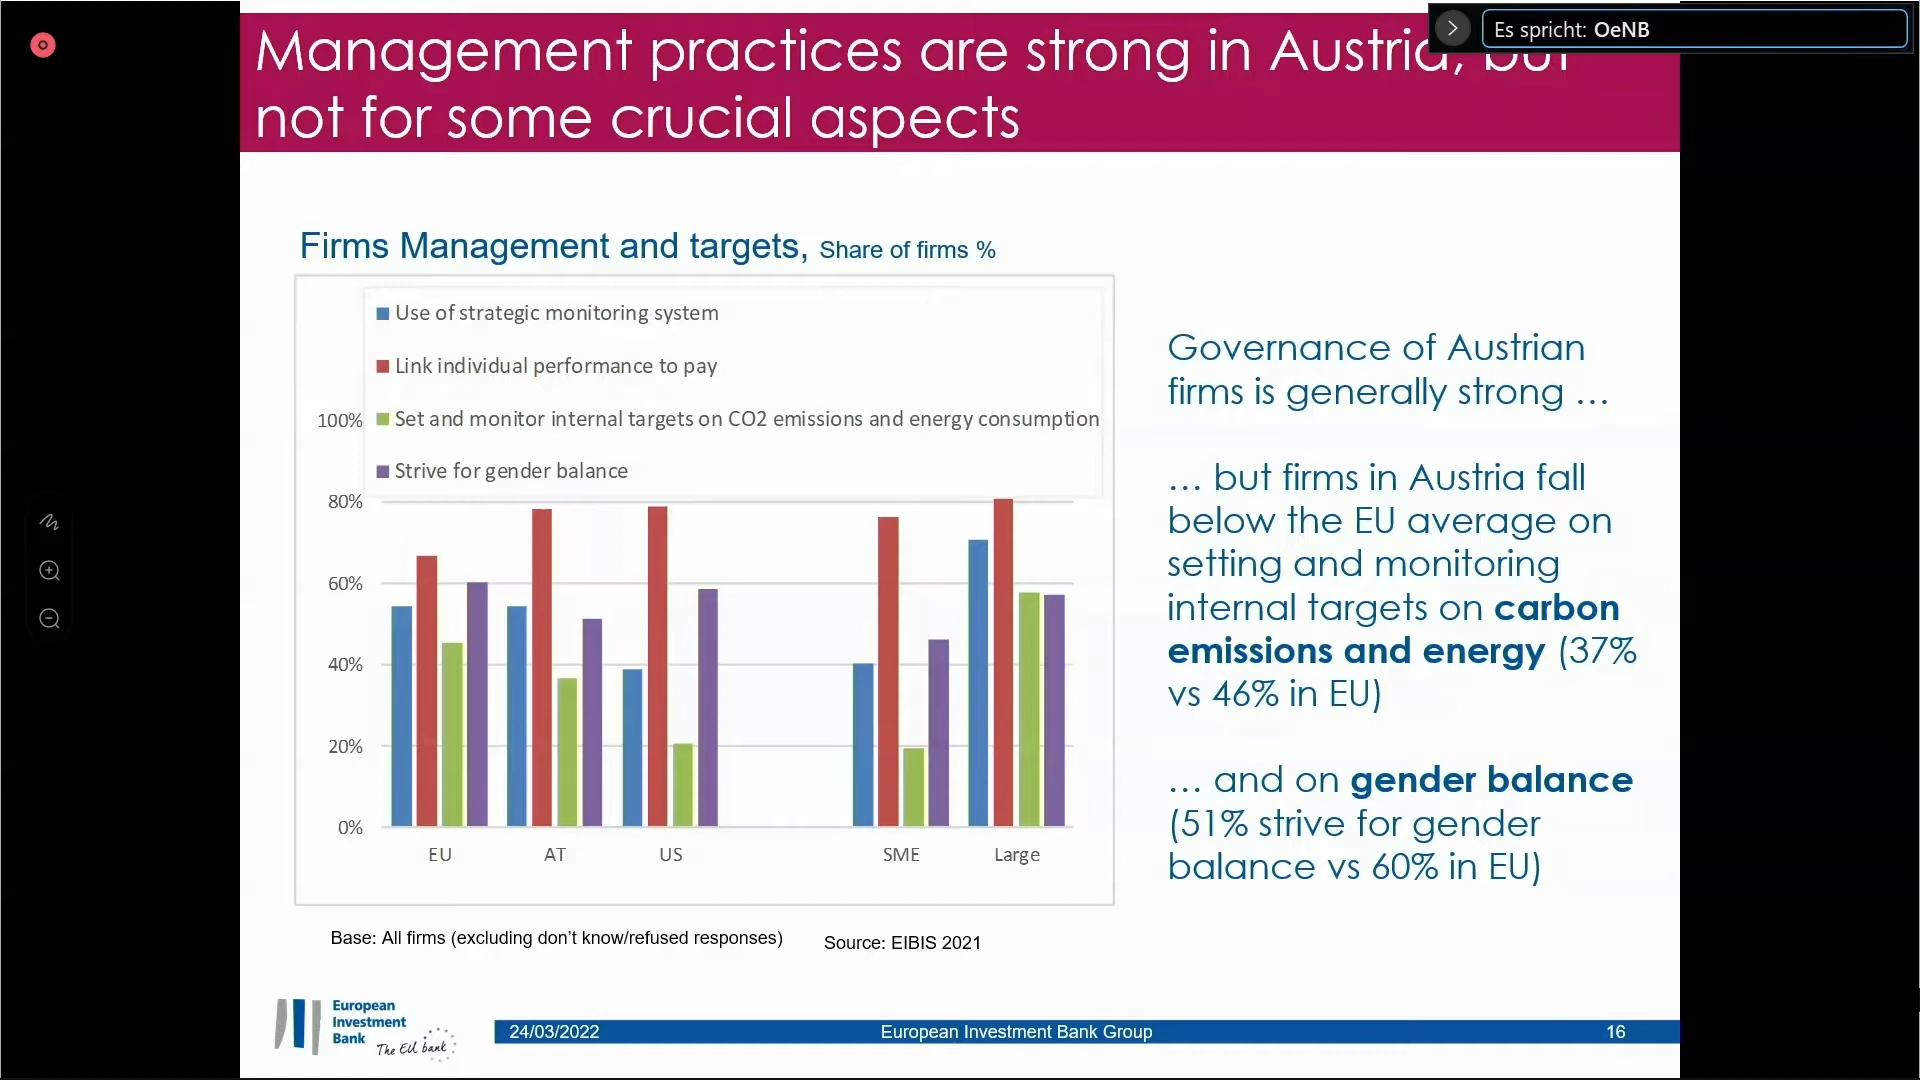 Management practices are strong in Austria, but
not for some crucial aspects
Es spricht: OeNB
Firms Management and targets, Share of firms %
Use of strategic monitoring system
Link individual performance to pay
Set and monitor internal targets on CO2 emissions and energy consumption
Strive for gender balance
100%
80%
60%
40%
20%
0%
EU AT US SME Large
Governance of Austrian
firms is generally strong …
… but firms in Austria fall
below the EU average on
setting and monitoring
internal targets on carbon
emissions and energy (37%
vs 46% in EU)
… and on gender balance
(51% strive for gender
balance vs 60% in EU)
Base: All firms (excluding don't know/refused responses)
Source: EIBIS 2021
European
Investment
Bank
The EU bank
24/03/2022
European Investment Bank Group
16